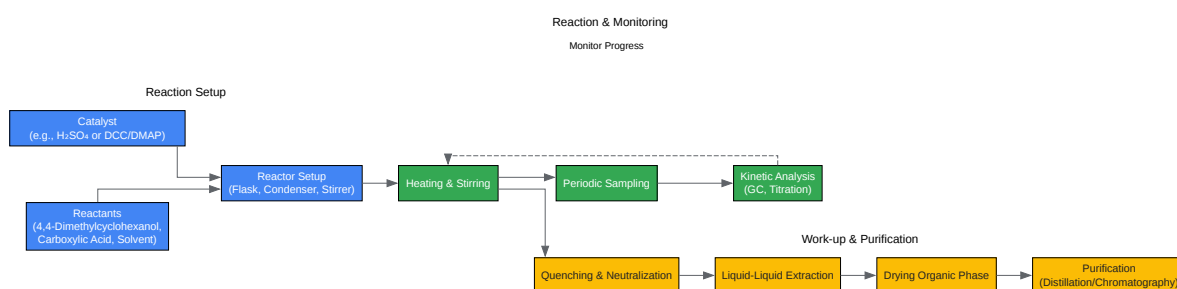 Reaction & Monitoring
Monitor Progress
Reaction Setup
Catalyst
(e.g., H₂SO₄ or DCC/DMAP)
Reactor Setup
(Flask, Condenser, Stirrer)
Heating & Stirring
Periodic Sampling
Kinetic Analysis
(GC, Titration)
Reactants
(4,4-Dimethylcyclohexanol,
Carboxylic Acid, Solvent)
Work-up & Purification
Quenching & Neutralization
Liquid-Liquid Extraction
Drying Organic Phase
Purification
(Distillation/Chromatography)